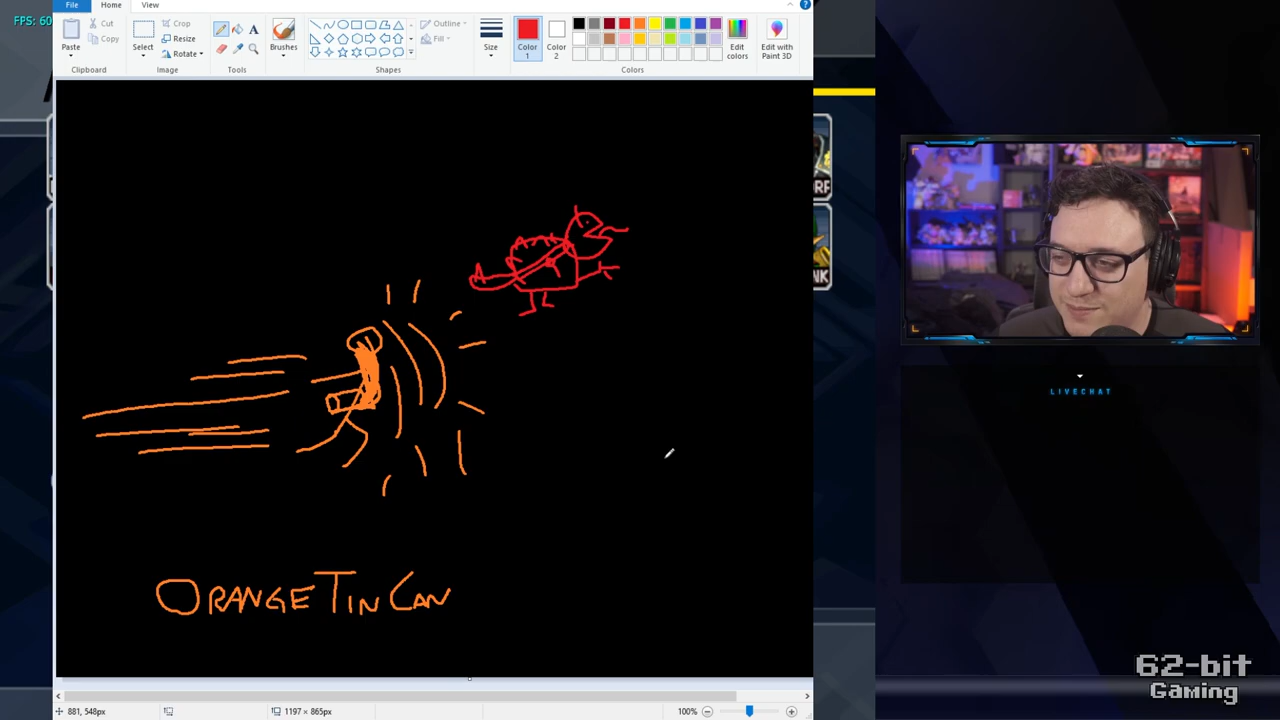 FPS: 60
File Home View
Cut
Copy
Paste
Clipboard
Crop
Resize
Rotate
Select
Image
Tools
Brushes
Shapes
Outline
Fill
Size
Color 1
Color 2
Edit colors
Edit with Paint 3D
Colors
LIVECHAT
ORANGE TIN CAN
62-bit
Gaming
881, 548px
1197 × 865px
100%